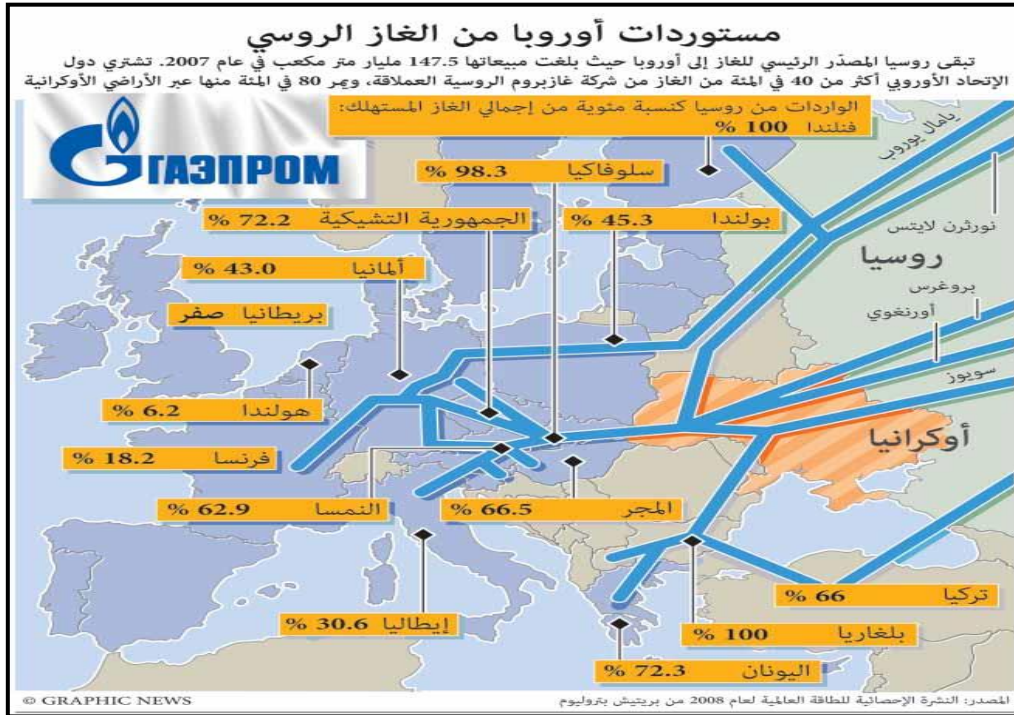 مستوردات أوروبا من الغاز الروسي
تبقى روسيا المصدّر الرئيسي للغاز إلى أوروبا حيث بلغت مبيعاتها 147.5 مليار متر مكعب في عام 2007. تشتري دول
الإتحاد الأوروبي أكثر من 40 في المئة من الغاز من شركة غازبروم الروسية العملاقة، ويمر 80 في المئة منها عبر الأراضي الأوكرانية
الواردات من روسيا كنسبة مئوية من إجمالي الغاز المستهلك:
فنلندا 100 %
ГАЗПРОМ
يامال يوروب
سلوفاكيا 98.3 %
الجمهورية التشيكية 72.2 %
بولندا 45.3 %
نورثرن لايتس
روسيا
ألمانيا 43.0 %
بروغرس
بريطانيا صفر
أورنغوي
سويوز
هولندا 6.2 %
أوكرانيا
فرنسا 18.2 %
النمسا 62.9 %
المجر 66.5 %
تركيا 66 %
إيطاليا 30.6 %
بلغاريا 100 %
اليونان 72.3 %
المصدر: النشرة الإحصائية للطاقة العالمية لعام 2008 من بريتيش بتروليوم
© GRAPHIC NEWS